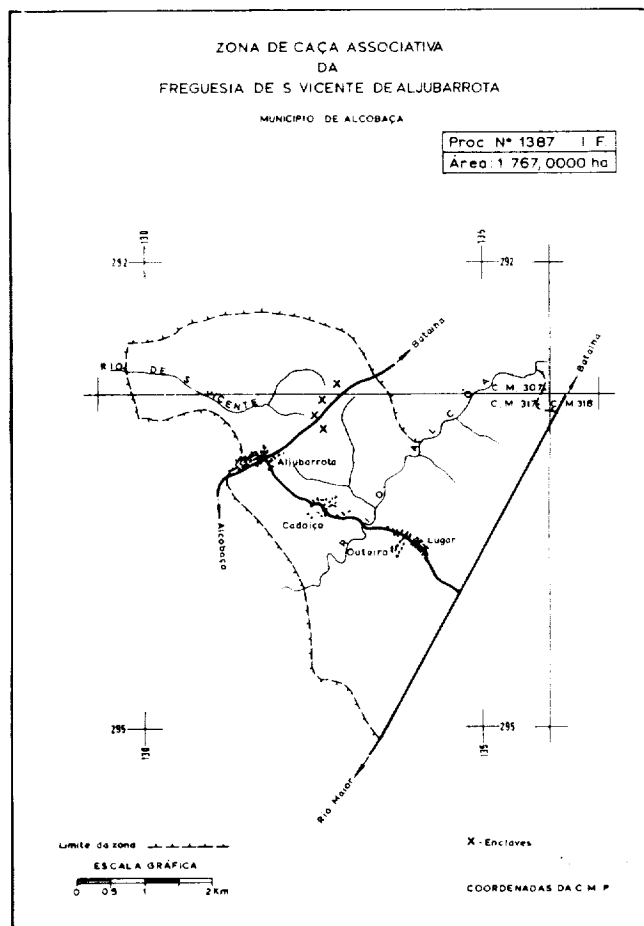 ZONA DE CAÇA ASSOCIATIVA
DA
FREGUESIA DE S VICENTE DE ALJUBARROTA
MUNICIPIO DE ALCOBAÇA
Proc Nº 1387 I F.
Área: 1 767,0000 ha
130
135
292
292
Batalha
Batalha
RIO DE S VICENTE
C. M. 307
C. M. 317
C. M. 318
RIO ALCOA
Aljubarrota
Cadoiço
Outeiro
Lugar
Alcobaça
295
295
130
135
Rio Maior
Limite da zona
X - Enclaves
ESCALA GRÁFICA
0 0.5 1 2 Km
COORDENADAS DA C M P